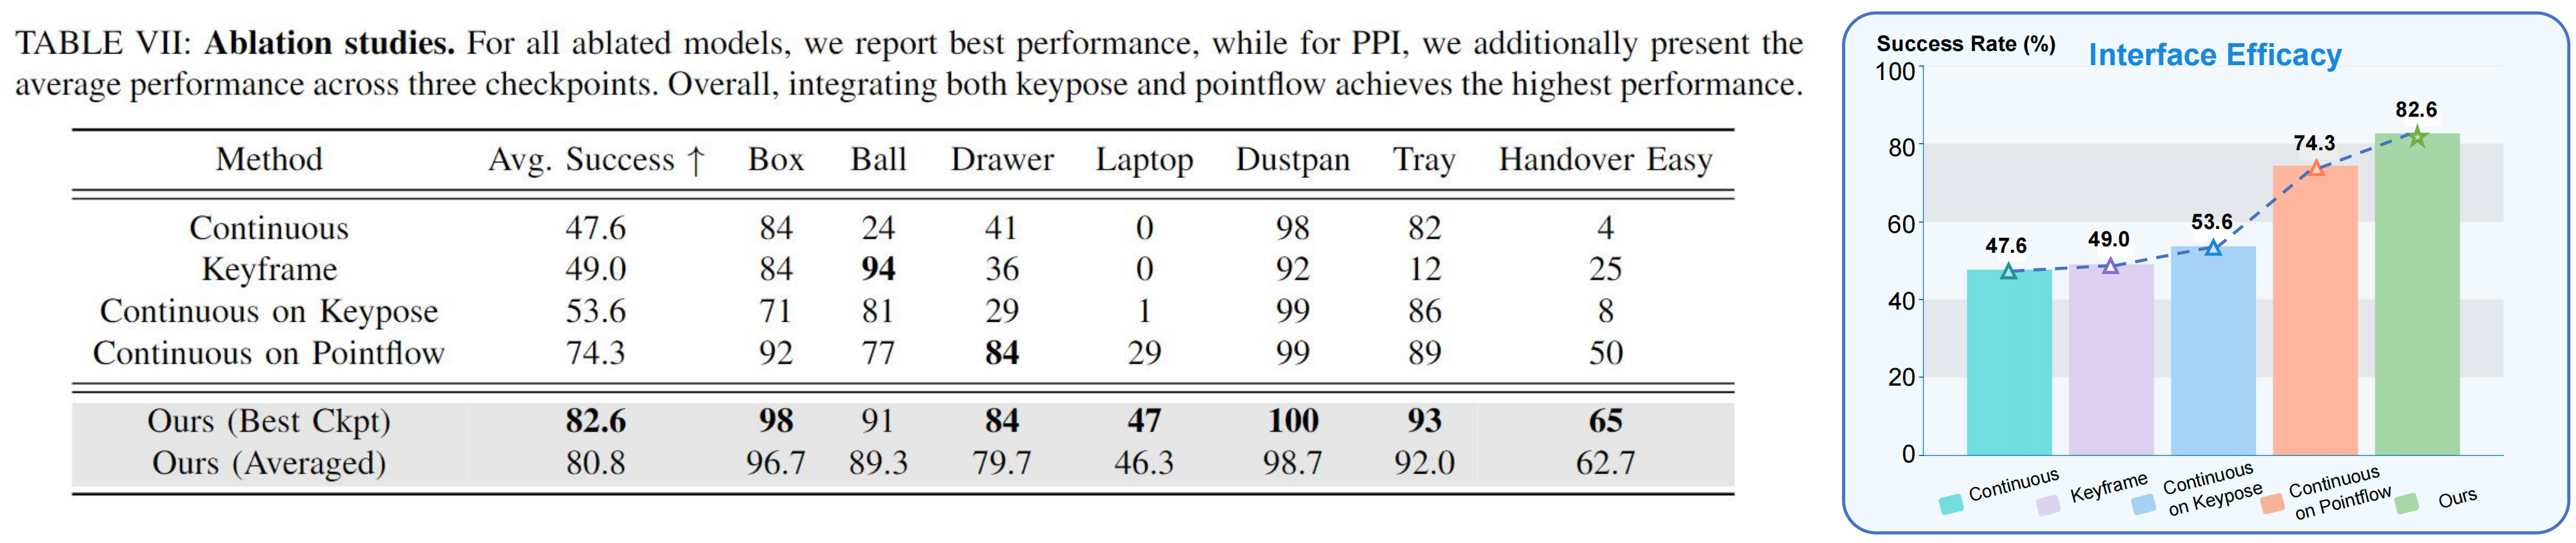 TABLE VII: Ablation studies. For all ablated models, we report best performance, while for PPI, we additionally present the
average performance across three checkpoints. Overall, integrating both keypose and pointflow achieves the highest performance.
Method Avg. Success ↑ Box Ball Drawer Laptop Dustpan Tray Handover Easy
Continuous 47.6 84 24 41 0 98 82 4
Keyframe 49.0 84 94 36 0 92 12 25
Continuous on Keypose 53.6 71 81 29 1 99 86 8
Continuous on Pointflow 74.3 92 77 84 29 99 89 50
Ours (Best Ckpt) 82.6 98 91 84 47 100 93 65
Ours (Averaged) 80.8 96.7 89.3 79.7 46.3 98.7 92.0 62.7
Success Rate (%)
Interface Efficacy
100
80
60
40
20
0
47.6
49.0
53.6
74.3
82.6
Continuous
Keyframe
Continuous
on Keypose
Continuous
on Pointflow
Ours